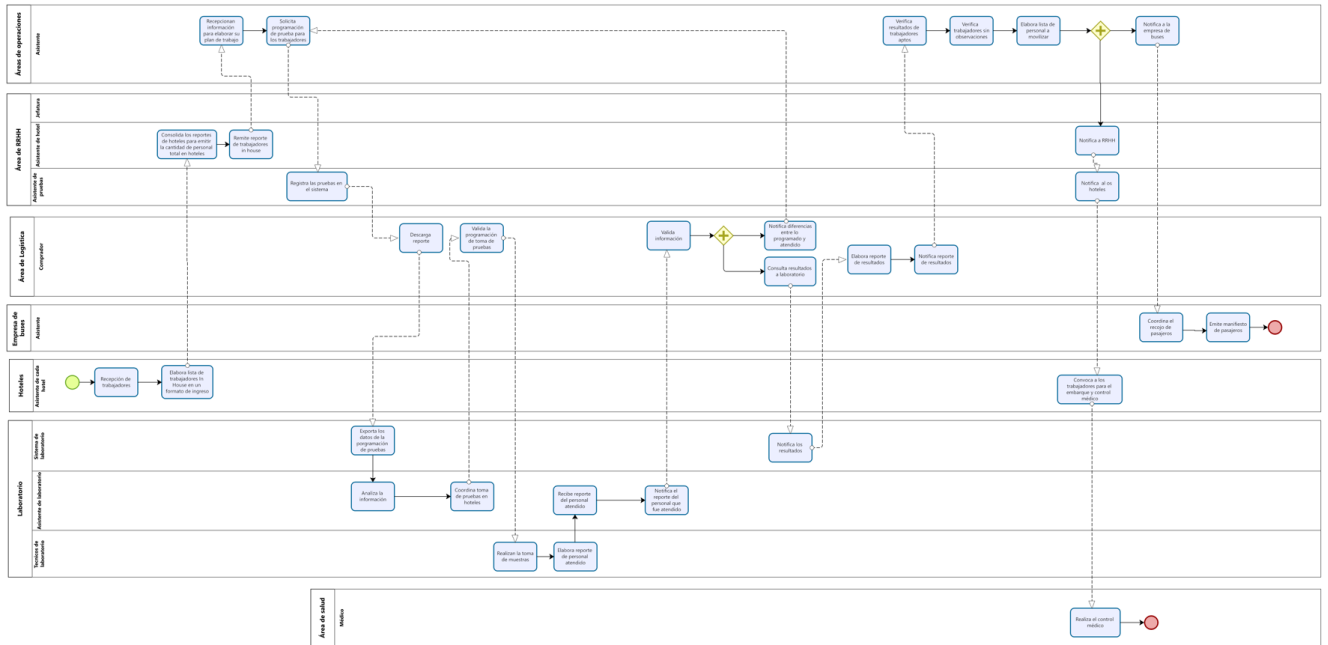 Áreas de operaciones
Asistente
Recepcionan
información
para elaborar su
plan de trabajo
Solicita
programación
de prueba para
los trabajadores
Verifica
resultados de
trabajadores
aptos
Verifica
trabajadores sin
observaciones
Elabora lista de
personal a
movilizar
Notifica a la
empresa de
buses
Área de RRHH
Jefatura
Asistente de hotel
Consolida los reportes
de hoteles para emitir
la cantidad de personal
total en hoteles
Remite reporte
de trabajadores
in house
Notifica a RRHH
Asistente de
pruebas
Registra las pruebas en
el sistema
Notifica al os
hoteles
Área de Logística
Comprador
Descarga
reporte
Valida la
programación
de toma de
pruebas
Valida
información
Notifica diferencias
entre lo
programado y
atendido
Consulta resultados
a laboratorio
Elabora reporte
de resultados
Notifica reporte
de resultados
Empresa de
buses
Asistente
Coordina el
recojo de
pasajeros
Emite manifiesto
de pasajeros
Hoteles
Asistente de cada
Recepción de
trabajadores
Elabora lista de
trabajadores In
House en un
formato de ingreso
Convoca a los
trabajadores para el
embarque y control
médico
Laboratorio
Sistema de
laboratorio
Exporta los
datos de la
porgramación
de pruebas
Notifica los
resultados
Asistente de laboratorio
Analiza la
información
Coordina toma
de pruebas en
hoteles
Recibe reporte
del personal
atendido
Notifica el
reporte del
personal que
fue atendido
Tecnicos de
laboratorio
Realizan la toma
de muestras
Elabora reporte
de personal
atendido
Área de salud
Médico
Realiza el control
médico